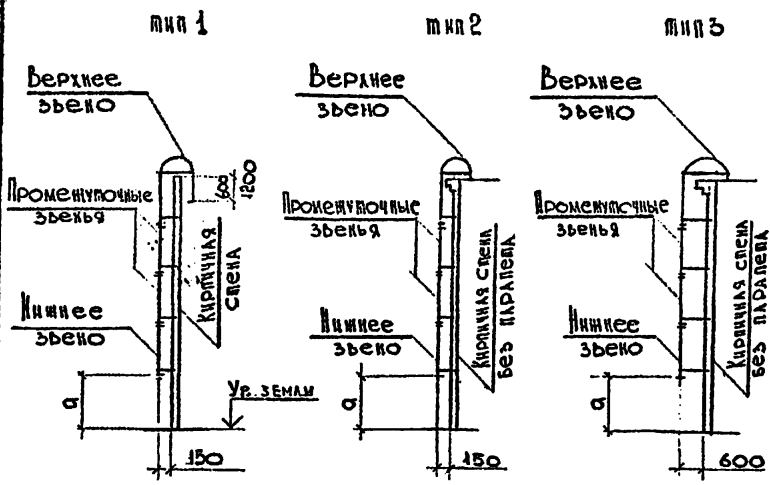 тип 1
Верхнее
звено
Промежуточные
звенья
600
1200
Кирпичная
стена
Нижнее
звено
а
Ур. земли
150
тип 2
Верхнее
звено
Промежуточные
звенья
Кирпичная стена
без парапета
Нижнее
звено
а
150
тип 3
Верхнее
звено
Промежуточные
звенья
Кирпичная стена
без парапета
Нижнее
звено
а
600